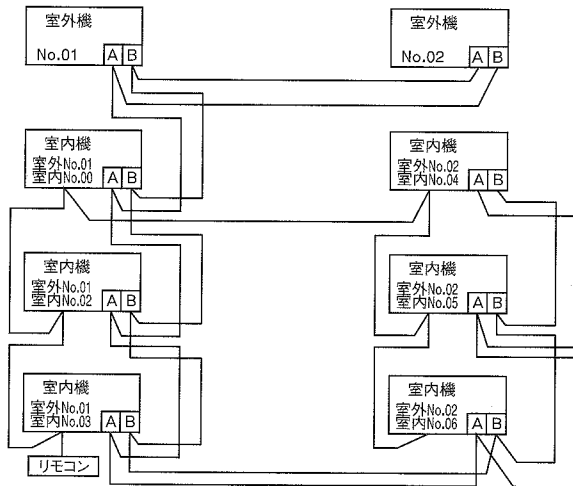 室外機
No.01 A B
室外機
No.02 A B
室内機
室外No.01
室内No.00 A B
室内機
室外No.02
室内No.04 A B
室内機
室外No.01
室内No.02 A B
室内機
室外No.02
室内No.05 A B
室内機
室外No.01
室内No.03 A B
リモコン
室内機
室外No.02
室内No.06 A B